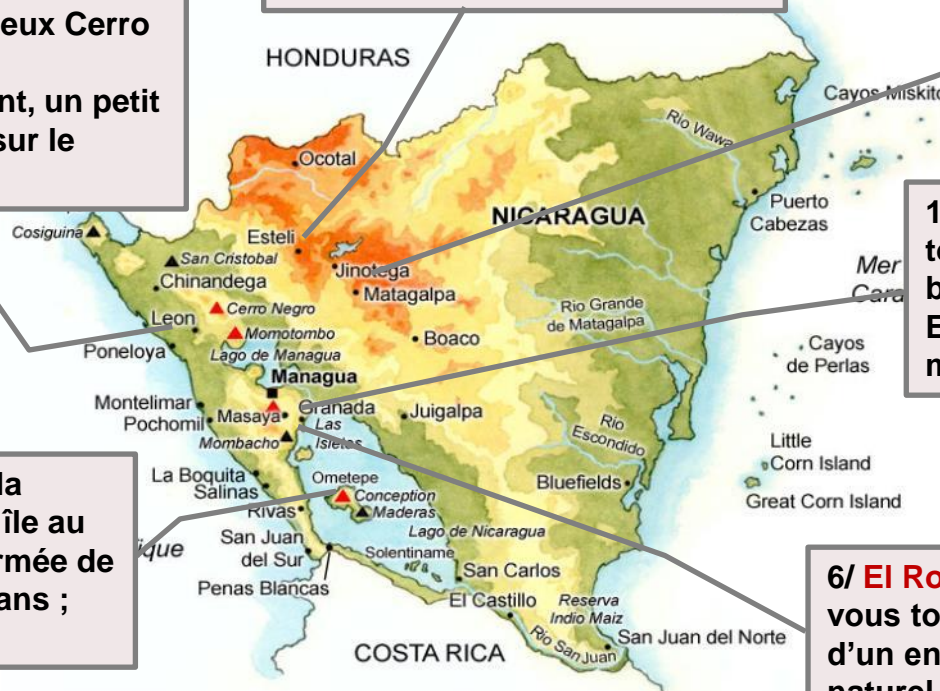 eux Cerro
nt, un petit
sur le
HONDURAS
Cayos Miskito
Rio Wawa
Ocotal
NICARAGUA
Puerto
Cabezas
Cosiguina
Esteli
San Cristobal
Jinotega
Chinandega
Matagalpa
Mer
Cara
1
to
b
E
n
Cerro Negro
Rio Grande
de Matagalpa
Leon
Momotombo
Boaco
Poneloya
Lago de Managua
Cayos
de Perlas
Managua
Montelimar
Masaya
Granada
Juigalpa
Pochomil
Las
Isletas
Mombacho
Rio
Escondido
Little
Corn Island
la
île au
rmée de
ans ;
La Boquita
Salinas
Ometepe
Conception
Maderas
Bluefields
Great Corn Island
Rivas
ique
Lago de Nicaragua
San Juan
del Sur
Solentiname
Penas Blancas
San Carlos
El Castillo
Reserva
Indio Maiz
Rio San Juan
San Juan del Norte
COSTA RICA
6/ El Ro
vous to
d'un en
naturel